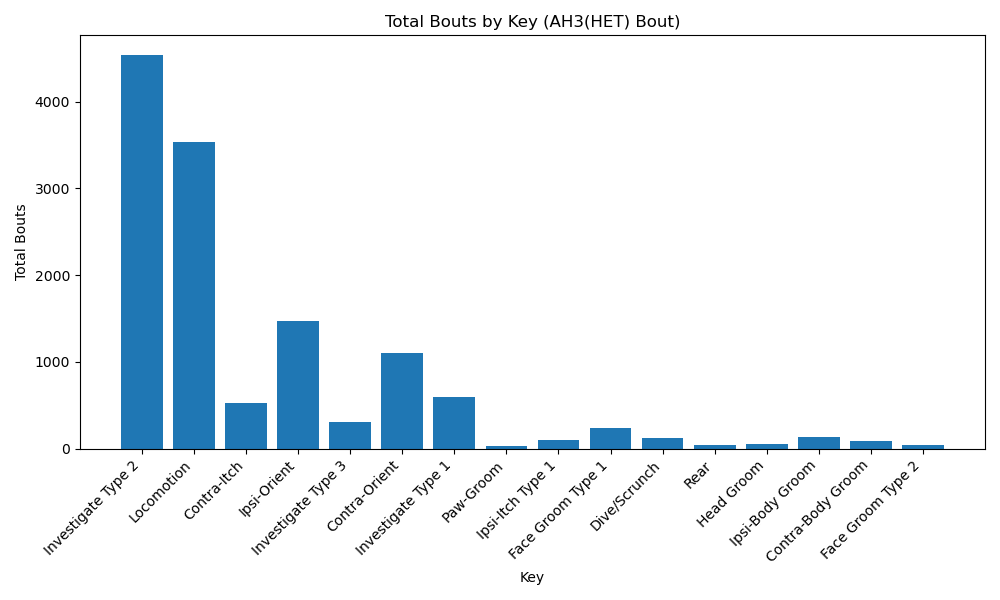 Total Bouts by Key (AH3(HET) Bout)
Total Bouts
4000
3000
2000
1000
0
Investigate Type 2
Locomotion
Contra-Itch
Ipsi-Orient
Investigate Type 3
Contra-Orient
Investigate Type 1
Paw-Groom
Ipsi-Itch Type 1
Face Groom Type 1
Dive/Scrunch
Rear
Head Groom
Ipsi-Body Groom
Contra-Body Groom
Face Groom Type 2
Key